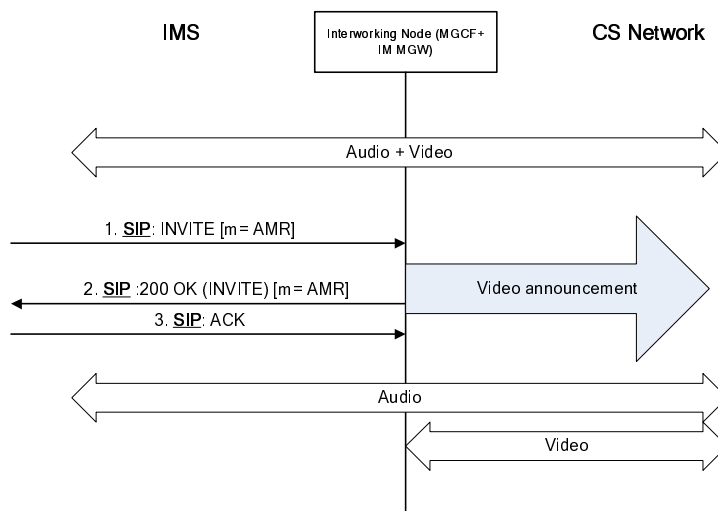 IMS
Interworking Node (MGCF+
IM MGW)
CS Network
Audio + Video
1. SIP: INVITE [m= AMR]
2. SIP :200 OK (INVITE) [m= AMR]
Video announcement
3. SIP: ACK
Audio
Video